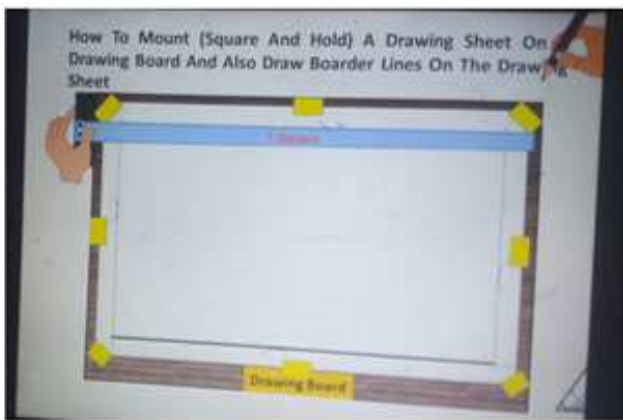 How To Mount (Square And Hold) A Drawing Sheet On
Drawing Board And Also Draw Boarder Lines On The Drawing
Sheet
T-Square
Drawing Board